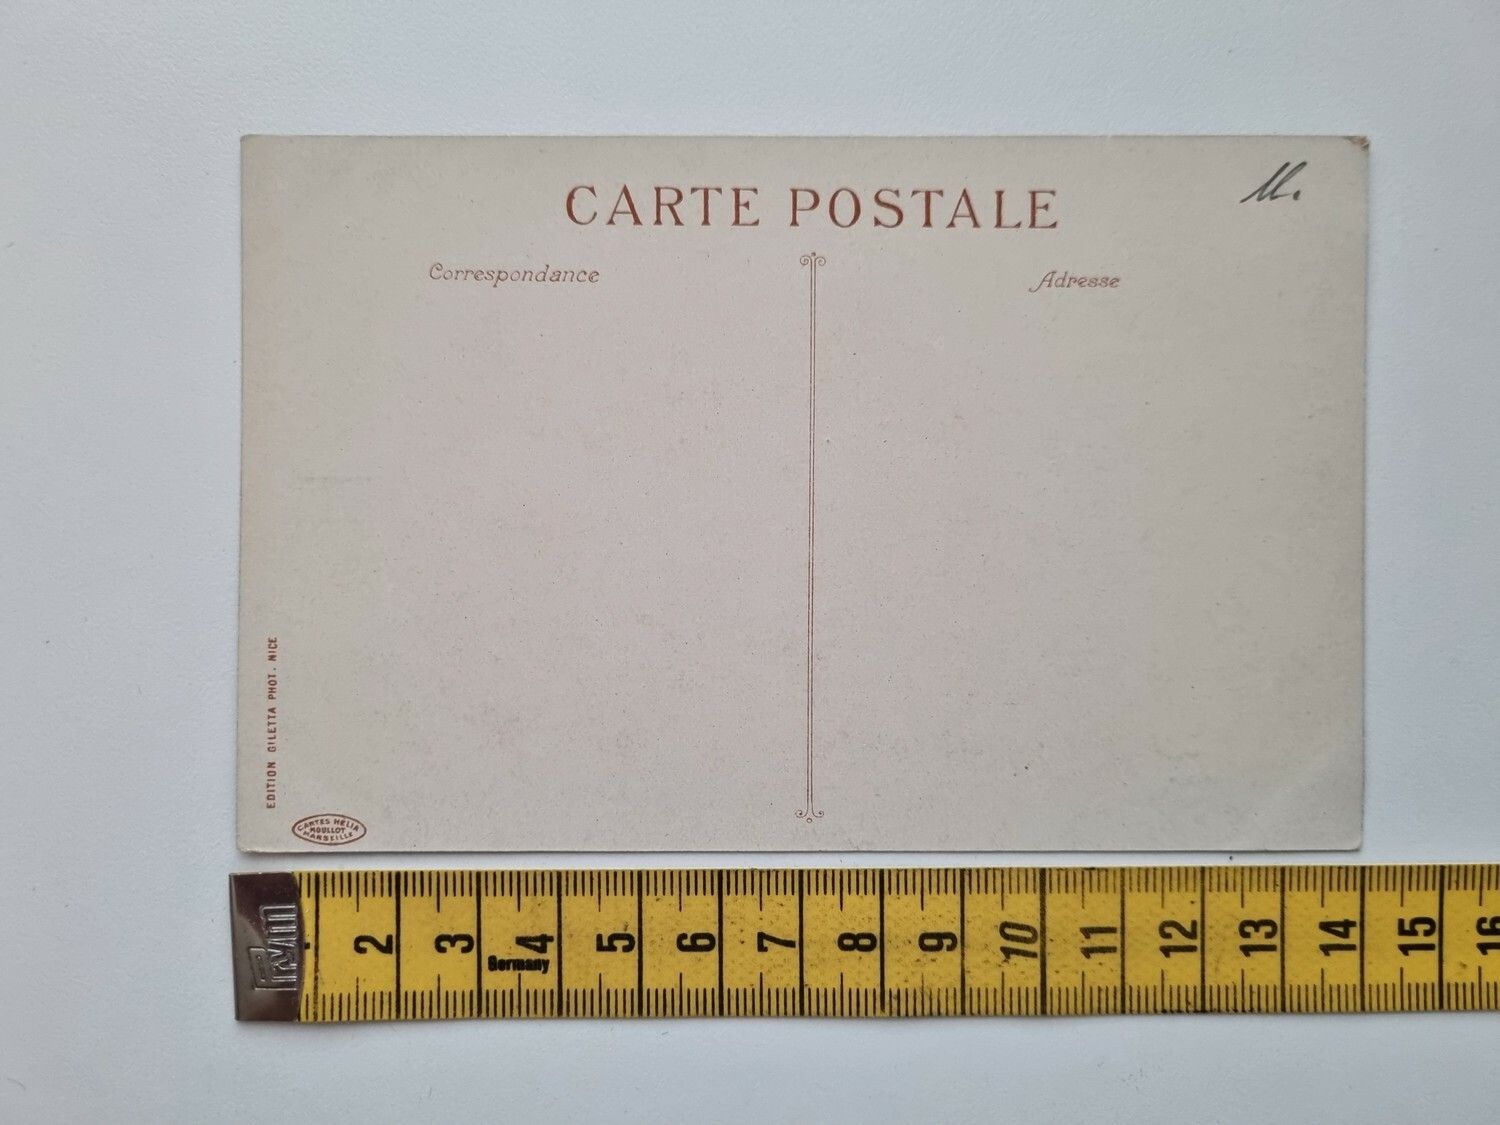 CARTE POSTALE
Correspondance
Adresse
M.
EDITION GILETTA PHOT. NICE
CARTES HELIA
MOULLOT
MARSEILLE
Prym
2 3 4 5 6 7 8 9 10 11 12 13 14 15 16
Germany